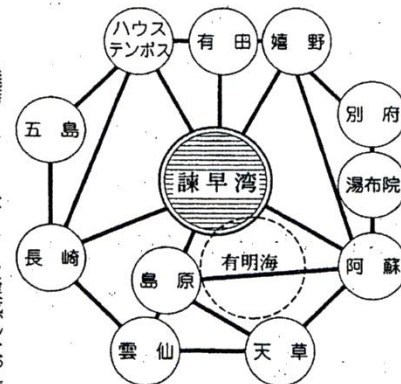 ハウス
テンボス
有田
嬉野
五島
別府
湯布院
諫早湾
長崎
有明海
島原
阿蘇
雲仙
天草